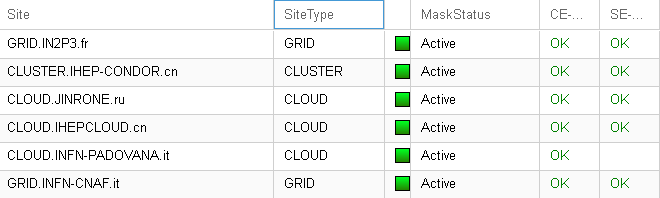 Site SiteType MaskStatus CE-... SE-...
GRID.IN2P3.fr GRID Active OK OK
CLUSTER.IHEP-CONDOR.cn CLUSTER Active OK OK
CLOUD.JINRONE.ru CLOUD Active OK OK
CLOUD.IHEPCLOUD.cn CLOUD Active OK OK
CLOUD.INFN-PADOVANA.it CLOUD Active OK
GRID.INFN-CNAF.it GRID Active OK OK